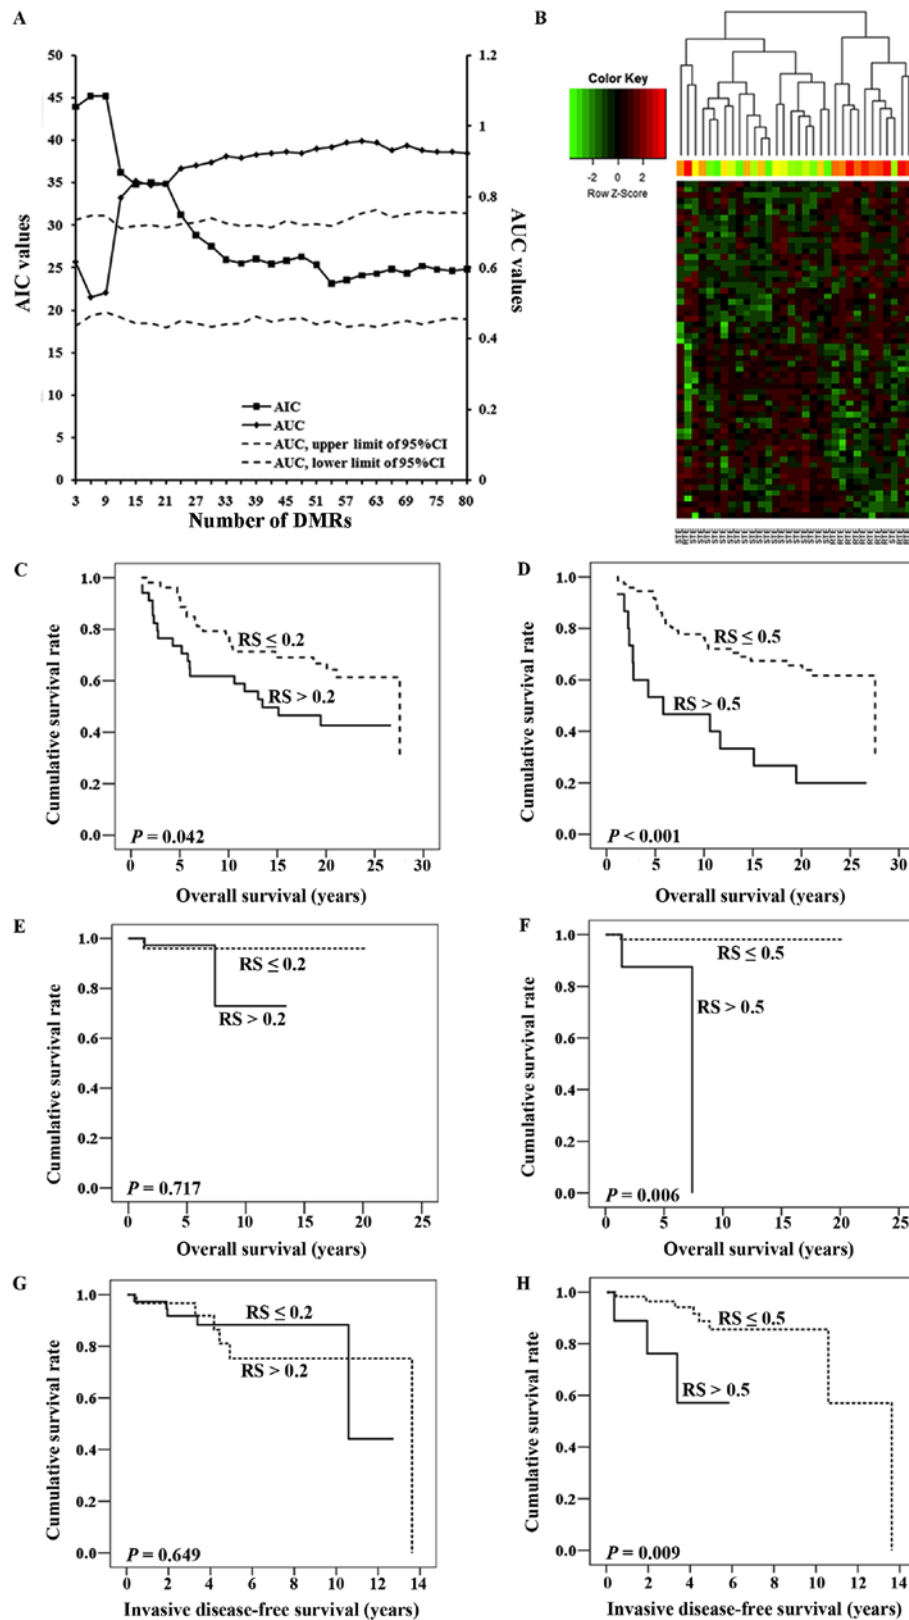 A
50
45
40
35
30
25
20
15
10
5
0
AIC values
1.2
1
0.8
0.6
0.4
0.2
0
AUC values
AIC
AUC
AUC, upper limit of 95%CI
AUC, lower limit of 95%CI
3 9 15 21 27 33 39 45 51 57 63 69 75 80
Number of DMRs
B
Color Key
-2 0 2
Row Z-Score
C
1.0
0.8
0.6
0.4
0.2
0.0
Cumulative survival rate
RS ≤ 0.2
RS > 0.2
P = 0.042
0 5 10 15 20 25 30
Overall survival (years)
D
1.0
0.8
0.6
0.4
0.2
0.0
Cumulative survival rate
RS ≤ 0.5
RS > 0.5
P < 0.001
0 5 10 15 20 25 30
Overall survival (years)
E
1.0
0.8
0.6
0.4
0.2
0.0
Cumulative survival rate
RS ≤ 0.2
RS > 0.2
P = 0.717
0 5 10 15 20 25
Overall survival (years)
F
1.0
0.8
0.6
0.4
0.2
0.0
Cumulative survival rate
RS ≤ 0.5
RS > 0.5
P = 0.006
0 5 10 15 20 25
Overall survival (years)
G
1.0
0.8
0.6
0.4
0.2
0.0
Cumulative survival rate
RS ≤ 0.2
RS > 0.2
P = 0.649
0 2 4 6 8 10 12 14
Invasive disease-free survival (years)
H
1.0
0.8
0.6
0.4
0.2
0.0
Cumulative survival rate
RS ≤ 0.5
RS > 0.5
P = 0.009
0 2 4 6 8 10 12 14
Invasive disease-free survival (years)